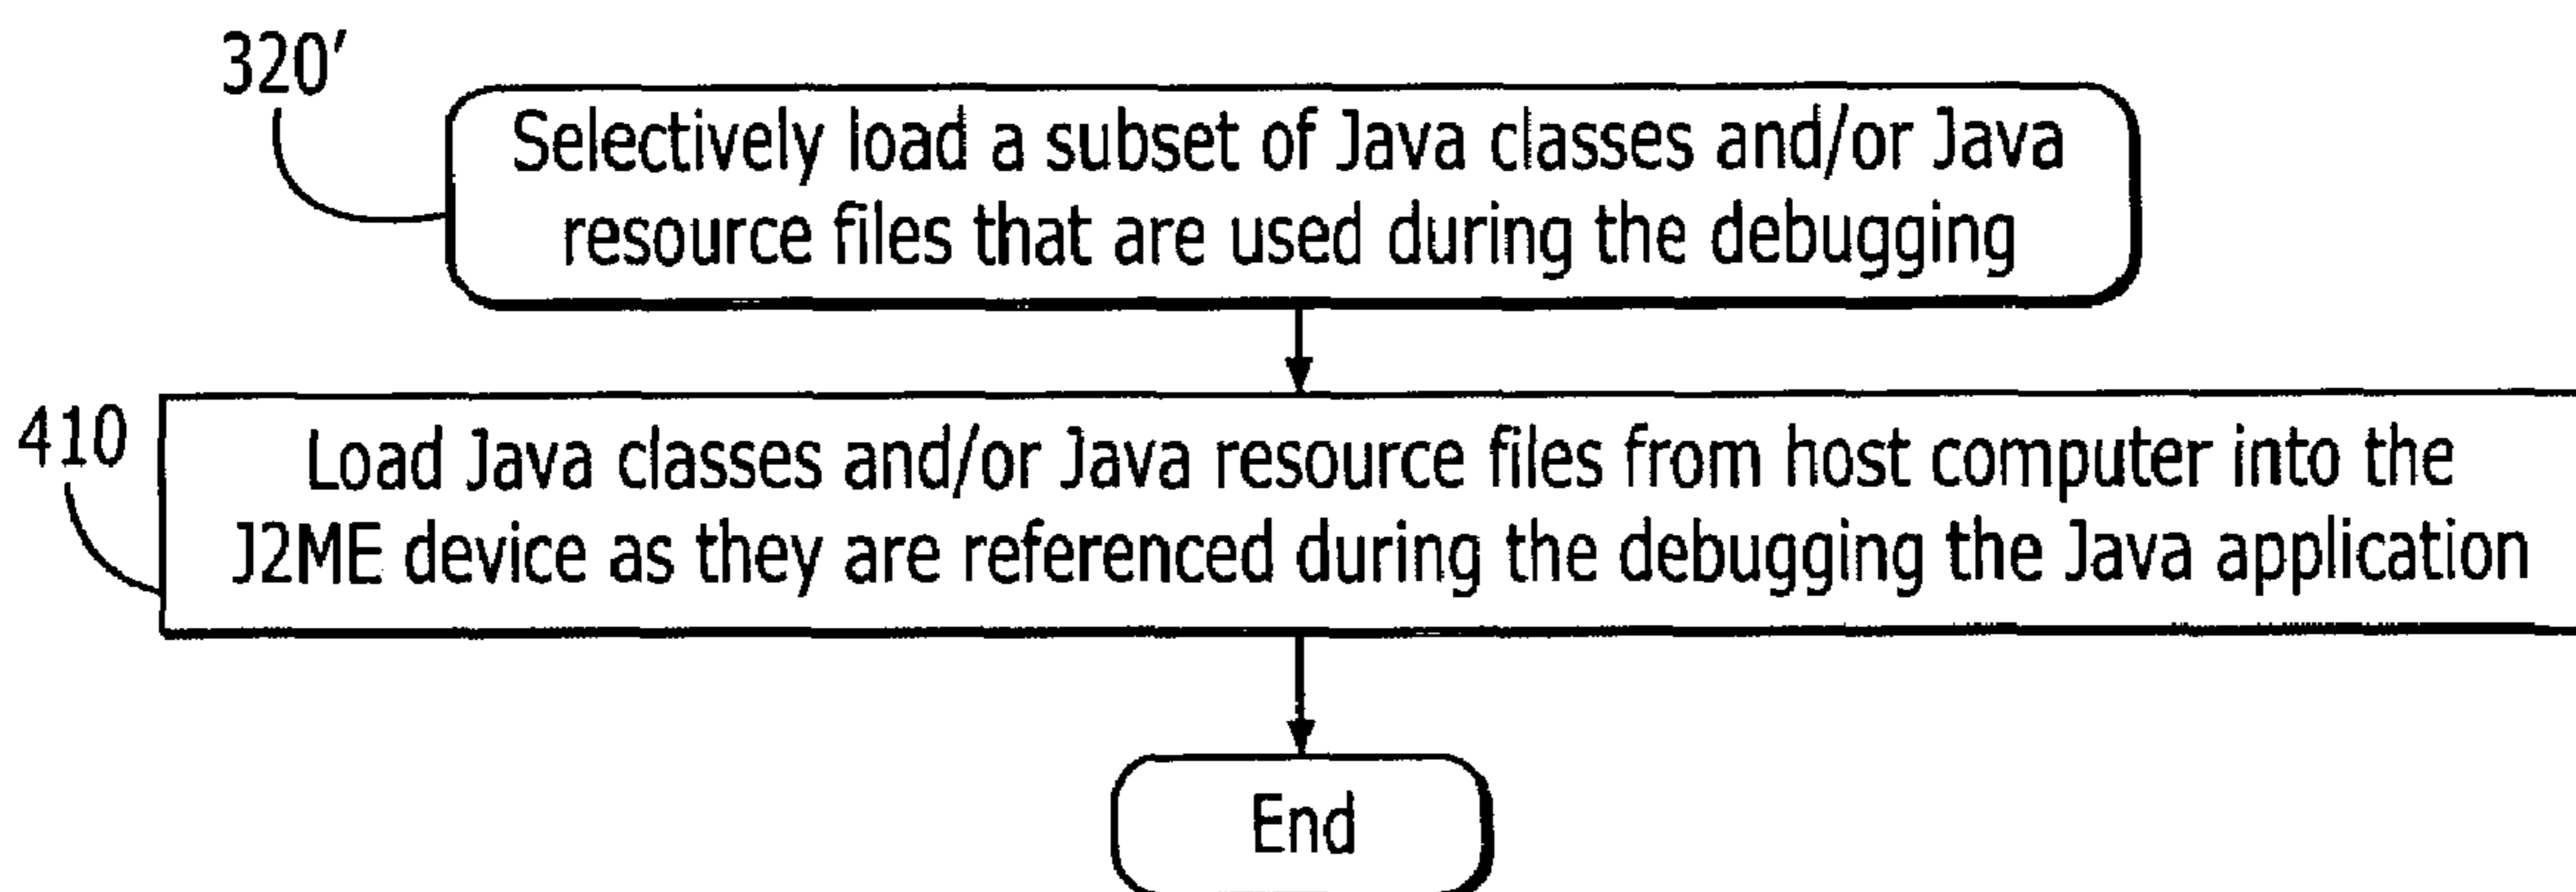 320'
Selectively load a subset of Java classes and/or Java
resource files that are used during the debugging
410
Load Java classes and/or Java resource files from host computer into the
J2ME device as they are referenced during the debugging the Java application
End